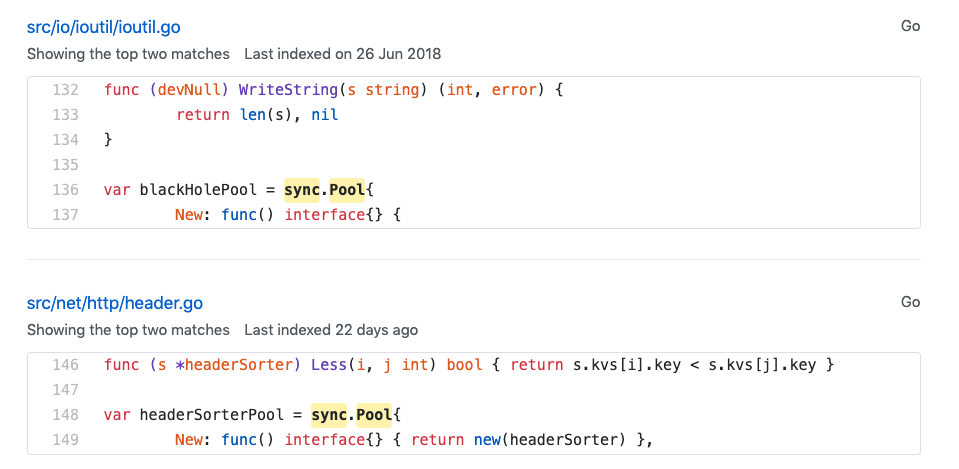 src/io/ioutil/ioutil.go Go
Showing the top two matches Last indexed on 26 Jun 2018
132 func (devNull) WriteString(s string) (int, error) {
133 return len(s), nil
134 }
135
136 var blackHolePool = sync.Pool{
137 New: func() interface{} {
src/net/http/header.go Go
Showing the top two matches Last indexed 22 days ago
146 func (s *headerSorter) Less(i, j int) bool { return s.kvs[i].key < s.kvs[j].key }
147
148 var headerSorterPool = sync.Pool{
149 New: func() interface{} { return new(headerSorter) },